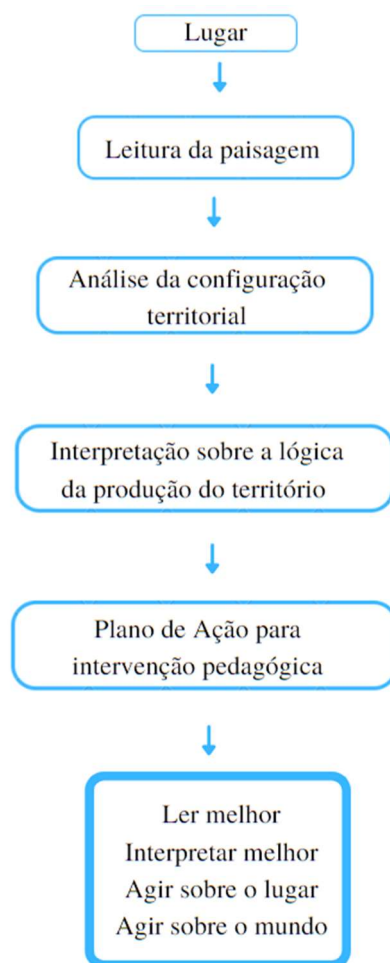 Lugar
Leitura da paisagem
Análise da configuração
territorial
Interpretação sobre a lógica
da produção do território
Plano de Ação para
intervenção pedagógica
Ler melhor
Interpretar melhor
Agir sobre o lugar
Agir sobre o mundo